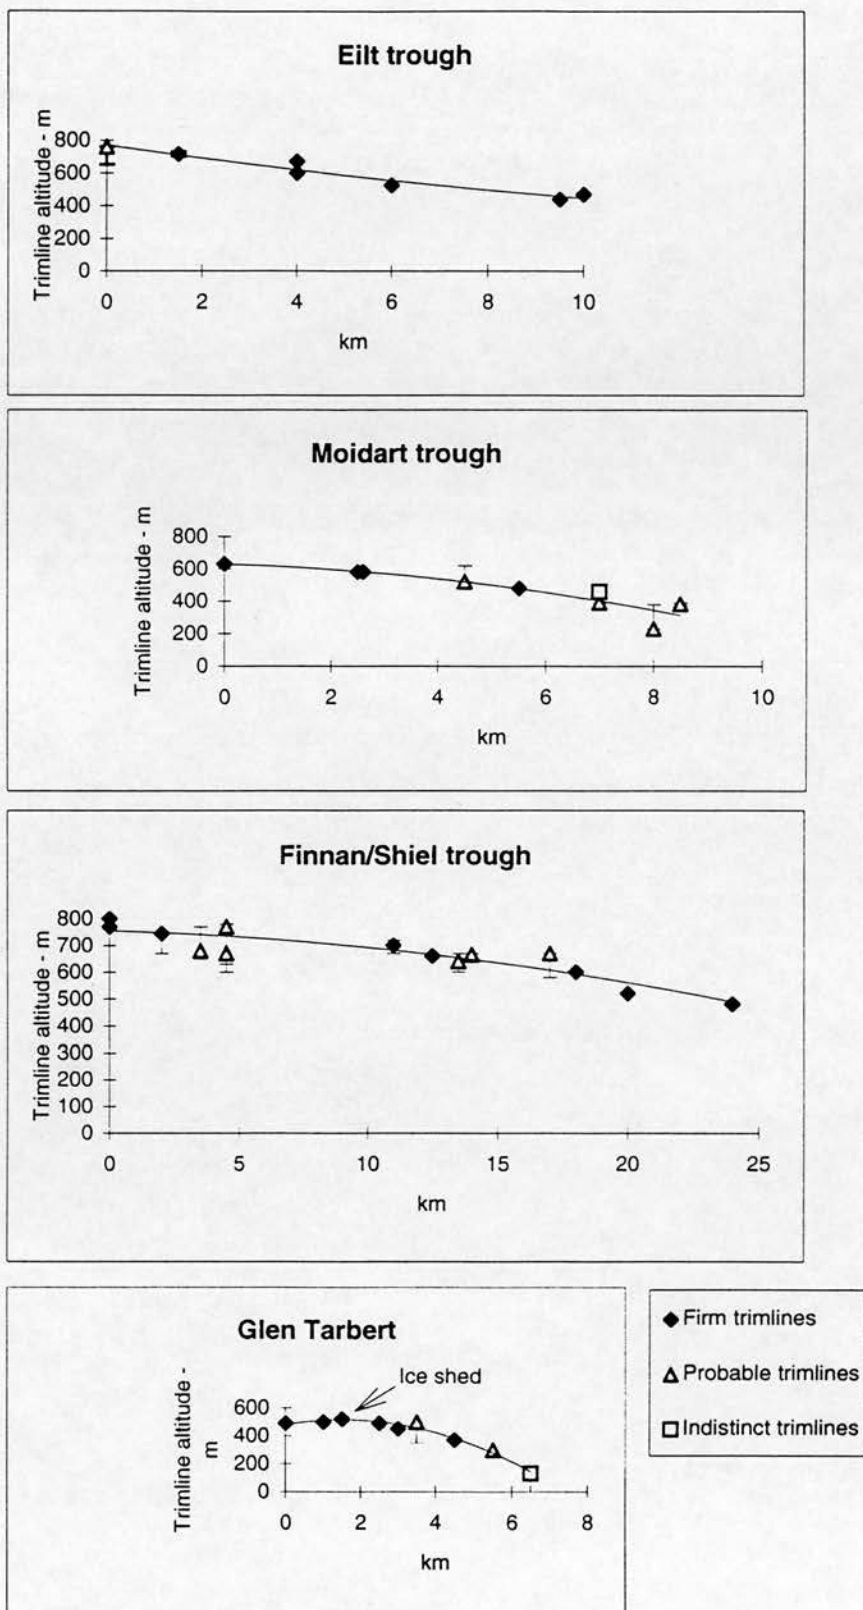 Eilt trough
Trimline altitude - m
800
600
400
200
0
0 2 4 6 8 10
km
Moidart trough
Trimline altitude - m
800
600
400
200
0
0 2 4 6 8 10
km
Finnan/Shiel trough
Trimline altitude - m
800
700
600
500
400
300
200
100
0
0 5 10 15 20 25
km
Glen Tarbert
Ice shed
Trimline altitude -
m
600
400
200
0
0 2 4 6 8
km
Firm trimlines
Probable trimlines
Indistinct trimlines